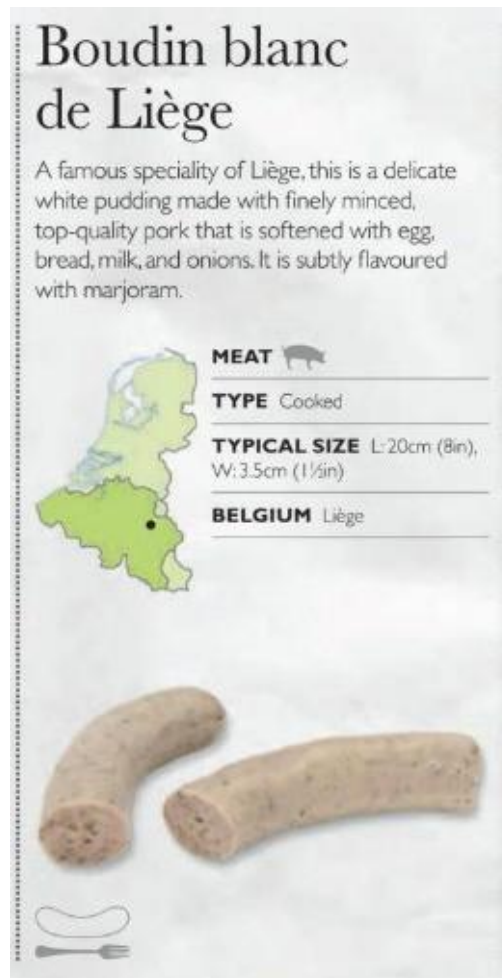 Boudin blanc
de Liège
A famous speciality of Liège, this is a delicate
white pudding made with finely minced,
top-quality pork that is softened with egg,
bread, milk, and onions. It is subtly flavoured
with marjoram.
MEAT
TYPE Cooked
TYPICAL SIZE L: 20cm (8in),
W: 3.5cm (1½in)
BELGIUM Liège